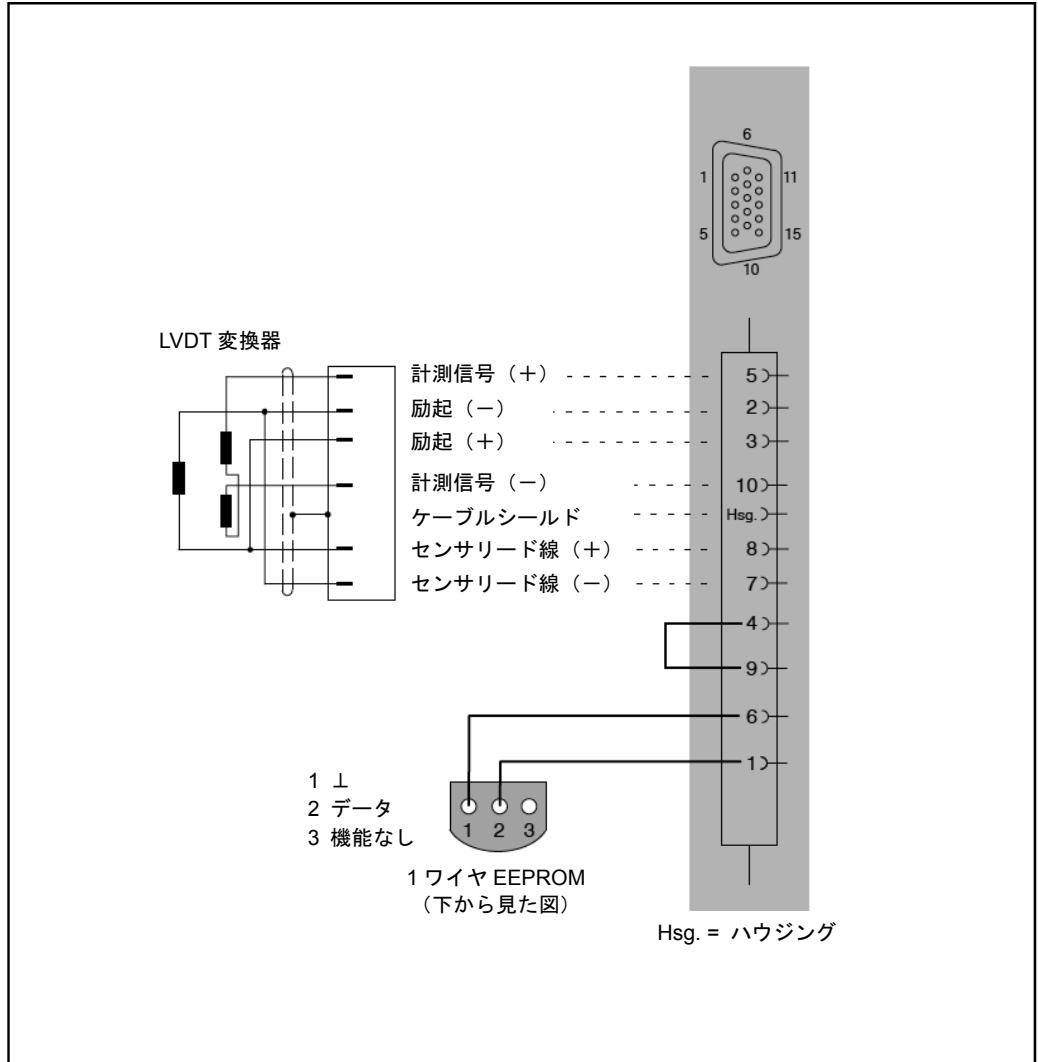 6
1 11
5 15
10
LVDT 変換器
計測信号（＋） 5
励起（－） 2
励起（＋） 3
計測信号（－） 10
ケーブルシールド Hsg.
センサリード線（＋） 8
センサリード線（－） 7
4
9
6
1
1 ⊥
2 データ
3 機能なし
1 2 3
1 ワイヤ EEPROM
（下から見た図）
Hsg. = ハウジング